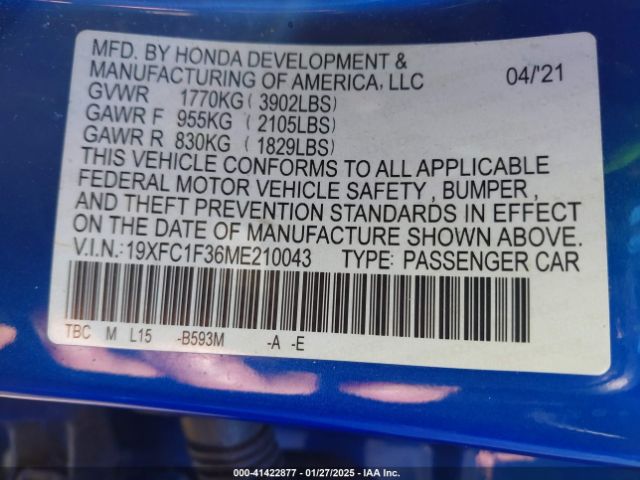 MFD. BY HONDA DEVELOPMENT &
MANUFACTURING OF AMERICA, LLC 04/'21
GVWR 1770KG ( 3902LBS)
GAWR F 955KG ( 2105LBS)
GAWR R 830KG ( 1829LBS)
THIS VEHICLE CONFORMS TO ALL APPLICABLE
FEDERAL MOTOR VEHICLE SAFETY , BUMPER ,
AND THEFT PREVENTION STANDARDS IN EFFECT
ON THE DATE OF MANUFACTURE SHOWN ABOVE.
V.I.N.:19XFC1F36ME210043 TYPE: PASSENGER CAR
TBC M L15 -B593M -A -E
000-41422877 | 01/27/2025 | IAA Inc.